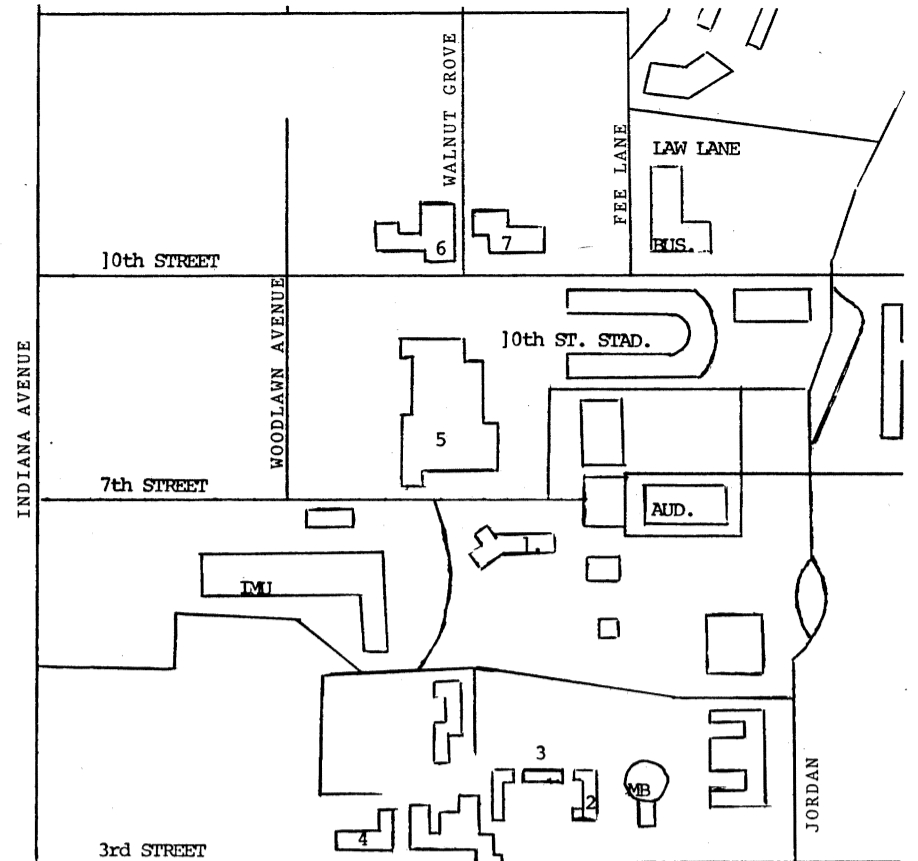 WALNUT GROVE
FEE LANE
LAW LANE
6
7
BUS.
]0th STREET
INDIANA AVENUE
WOODLAWN AVENUE
]0th ST. STAD.
5
7th STREET
AUD.
1.
IMU
3
MB
2
JORDAN
4
3rd STREET